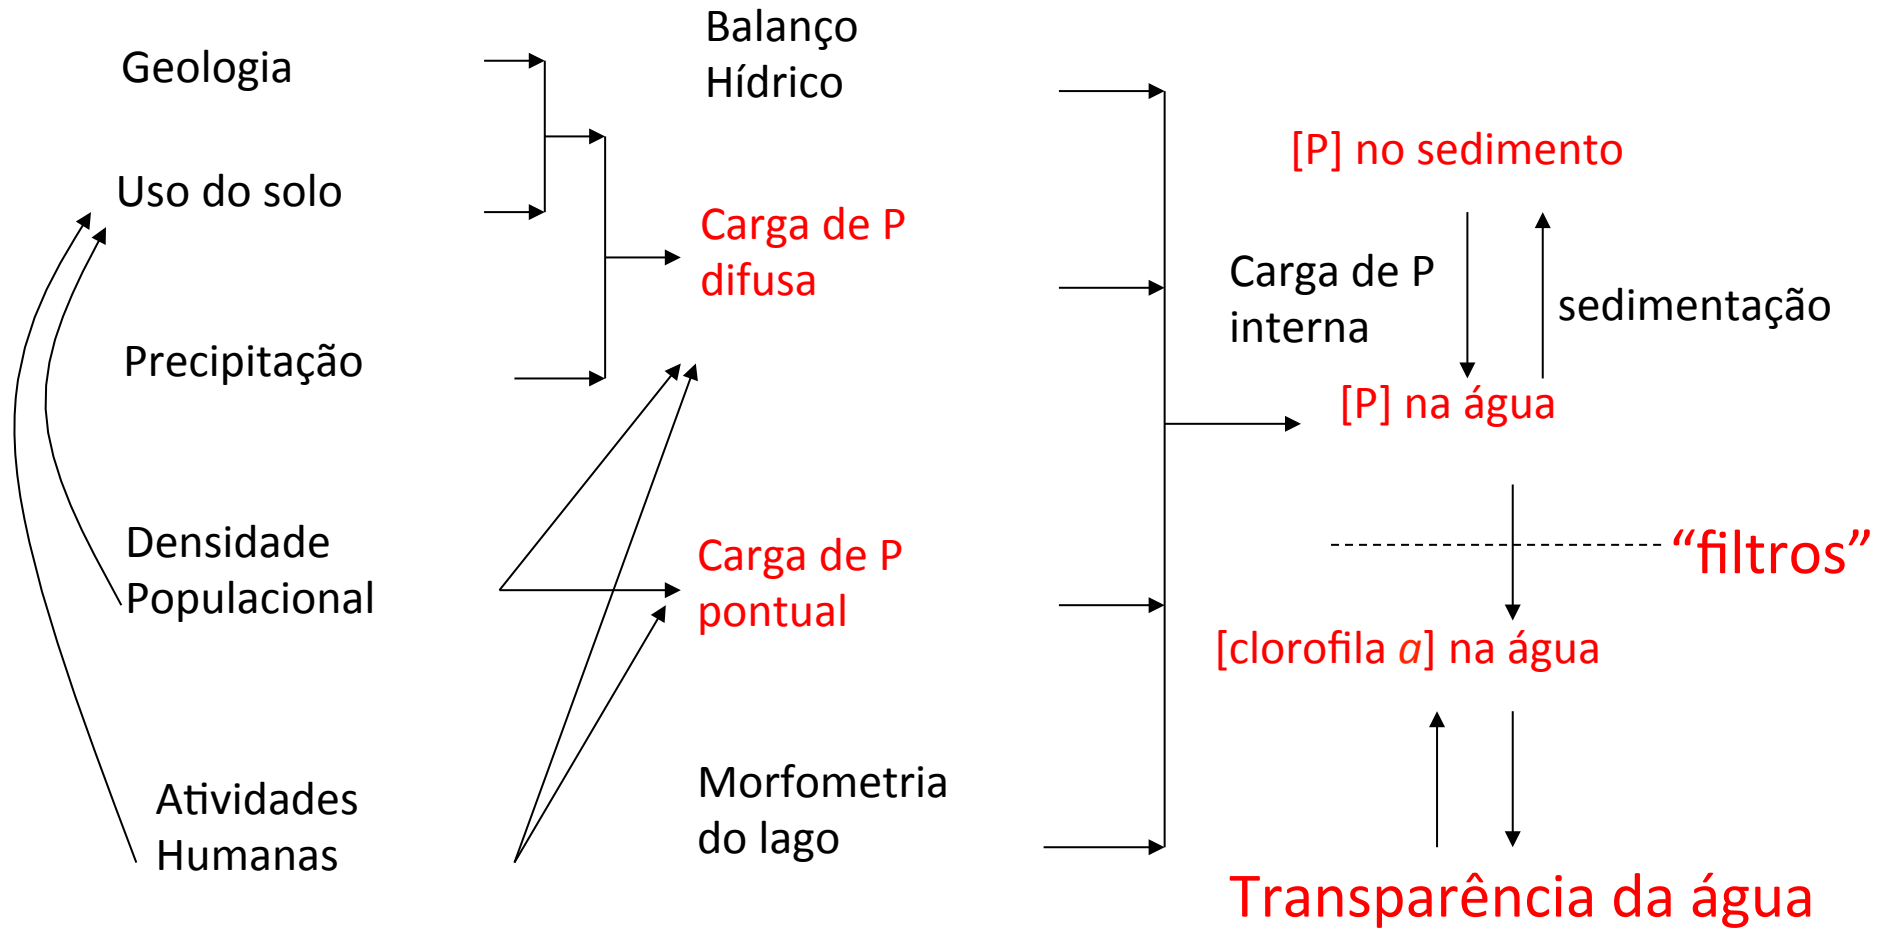 Geologia
Uso do solo
Precipitação
Densidade
Populacional
Atividades
Humanas
Balanço
Hídrico
Carga de P
difusa
Carga de P
pontual
Morfometria
do lago
[P] no sedimento
Carga de P
interna
sedimentação
[P] na água
“filtros”
[clorofila a] na água
Transparência da água